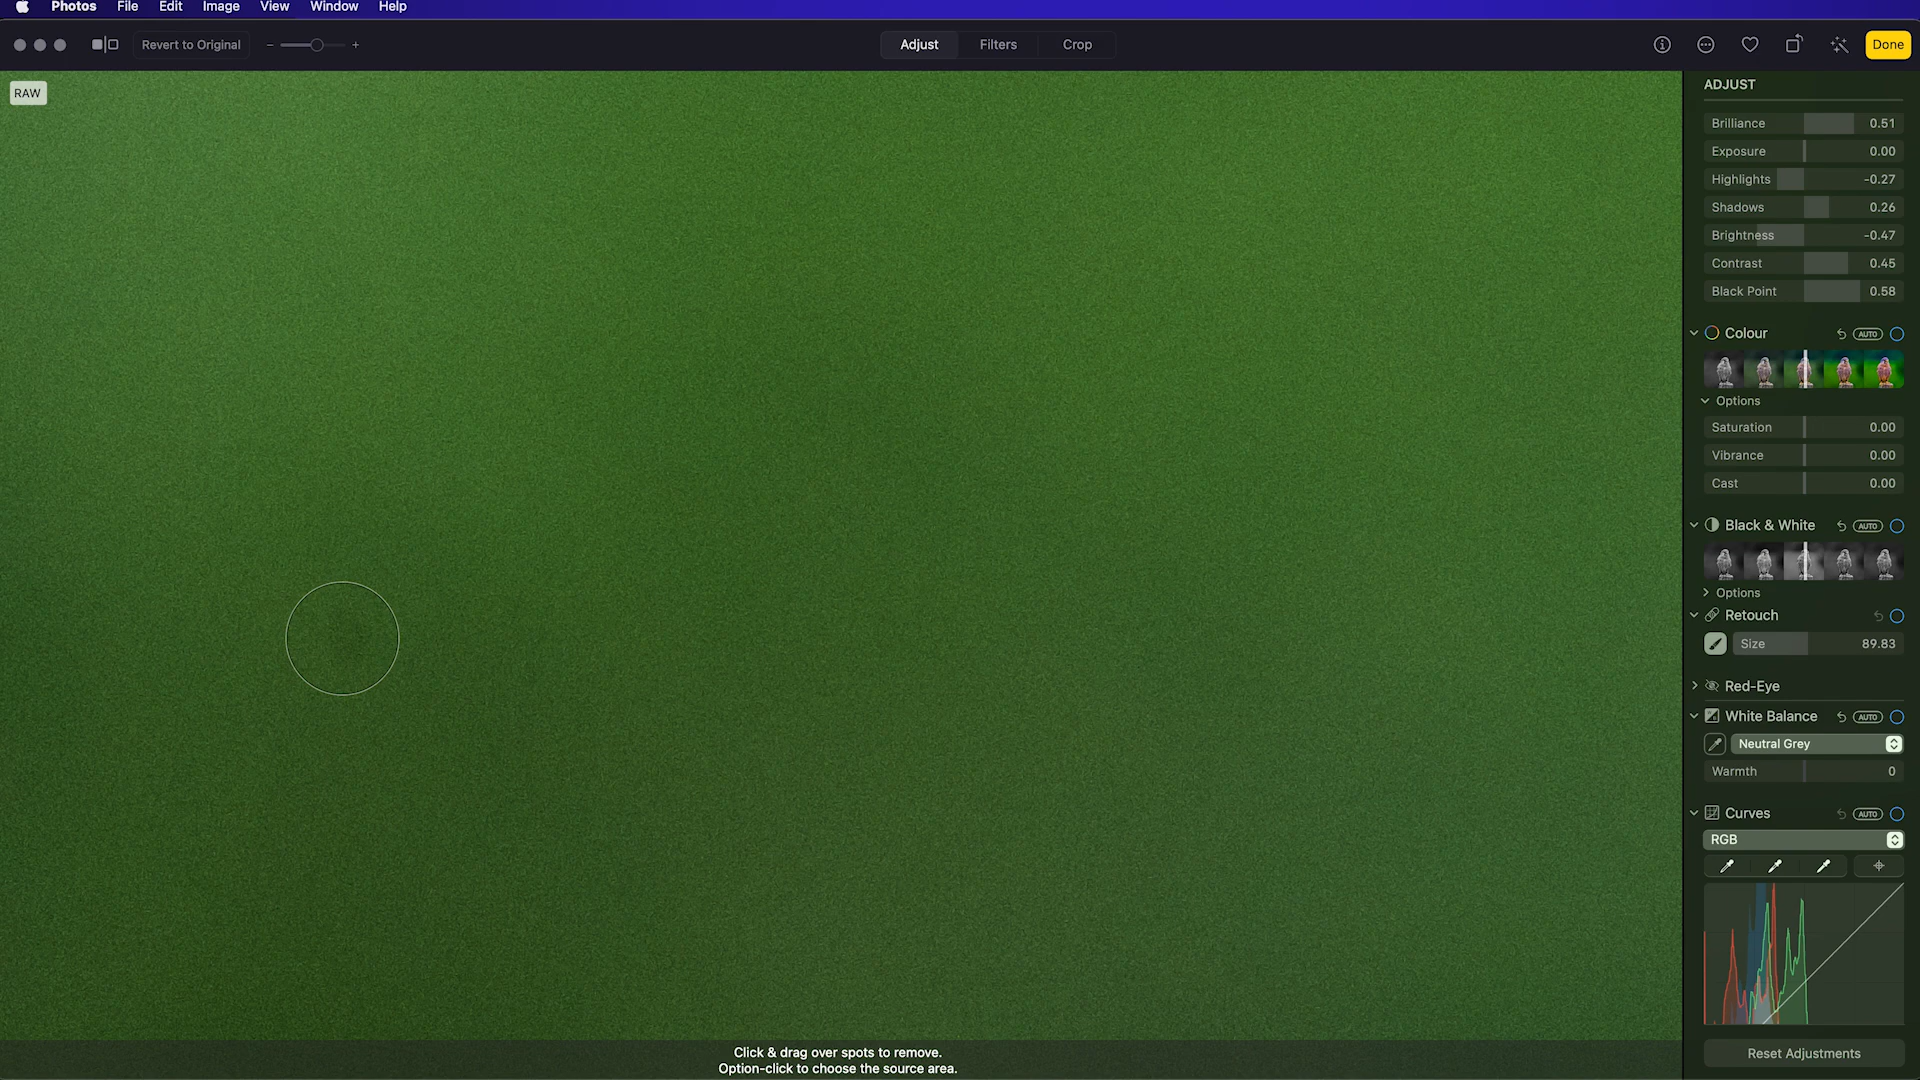 Photos File Edit Image View Window Help
Revert to Original
Adjust Filters Crop
Done
RAW
ADJUST
Brilliance 0.51
Exposure 0.00
Highlights -0.27
Shadows 0.26
Brightness -0.47
Contrast 0.45
Black Point 0.58
Colour AUTO
Options
Saturation 0.00
Vibrance 0.00
Cast 0.00
Black & White AUTO
Options
Retouch
Size 89.83
Red-Eye
White Balance AUTO
Neutral Grey
Warmth 0
Curves AUTO
RGB
Reset Adjustments
Click & drag over spots to remove.
Option-click to choose the source area.